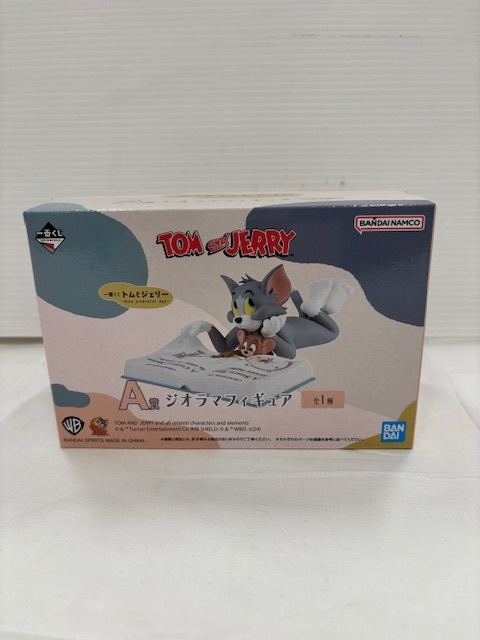 一番くじ
BANDAI NAMCO
TOM AND JERRY
一番くじ トムとジェリー
~One peaceful day~
A賞 ジオラマフィギュア 全1種
WB
TOM AND JERRY and all related characters and elements
© & ™ Turner Entertainment Co. WB SHIELD: © & ™ WBEI. (s24)
BANDAI SPIRITS MADE IN CHINA
BAN
DAI